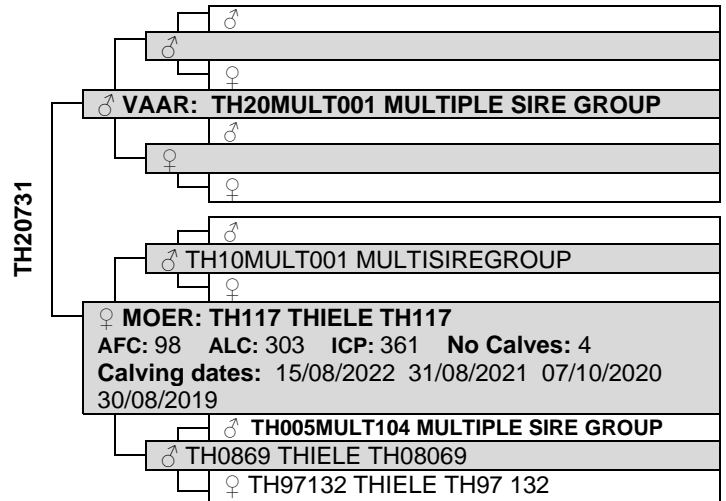 ♂
♂
♀
♂ VAAR: TH20MULT001 MULTIPLE SIRE GROUP
♂
♀
♀
TH20731
♂
♂ TH10MULT001 MULTISIREGROUP
♀
♀ MOER: TH117 THIELE TH117
AFC: 98 ALC: 303 ICP: 361 No Calves: 4
Calving dates: 15/08/2022 31/08/2021 07/10/2020
30/08/2019
♂ TH005MULT104 MULTIPLE SIRE GROUP
♂ TH0869 THIELE TH08069
♀ TH97132 THIELE TH97 132